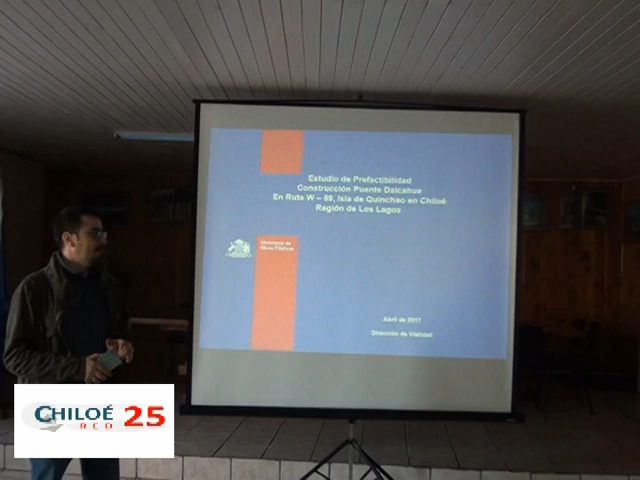 Estudio de Prefactibilidad
Construcción Puente Dalcahue
En Ruta W – 59, Isla de Quinchao en Chiloé
Región de Los Lagos
Ministerio de
Obras Públicas
Abril de 2017
Dirección de Vialidad
CHILOÉ 25
RED